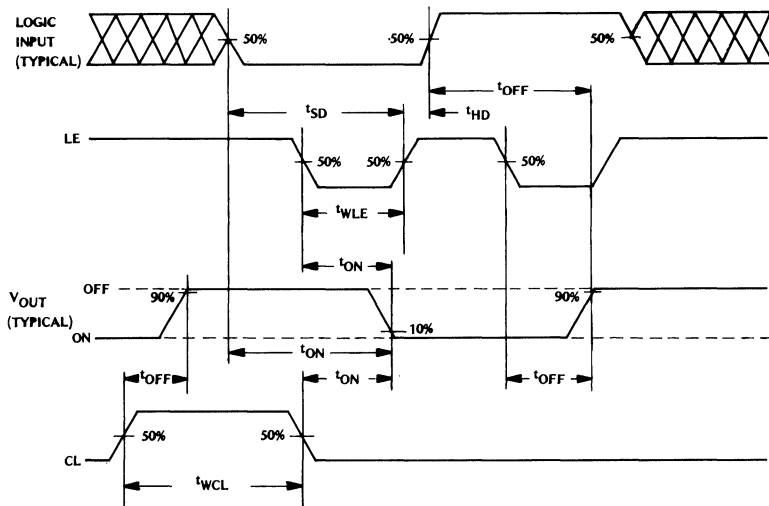 LOGIC
INPUT
(TYPICAL)
50%
50%
50%
tOFF
tSD
tHD
LE
50%
50%
50%
tWLE
tON
OFF
90%
90%
VOUT
(TYPICAL)
10%
ON
tON
tOFF
tON
tOFF
50%
50%
CL
tWCL